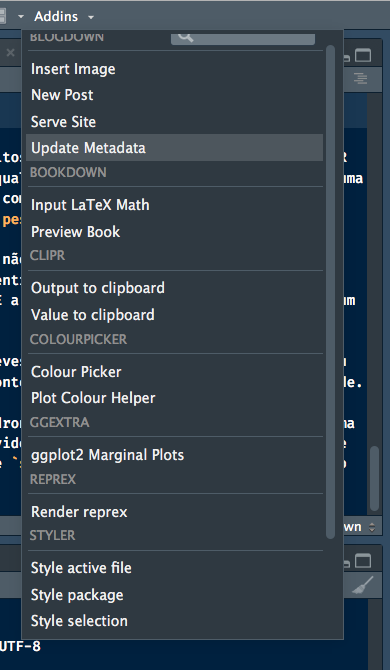 Addins
BLOGDOWN
Insert Image
New Post
Serve Site
Update Metadata
BOOKDOWN
Input LaTeX Math
Preview Book
CLIPR
Output to clipboard
Value to clipboard
COLOURPICKER
Colour Picker
Plot Colour Helper
GGEXTRA
ggplot2 Marginal Plots
REPREX
Render reprex
STYLER
Style active file
Style package
Style selection
UTF-8